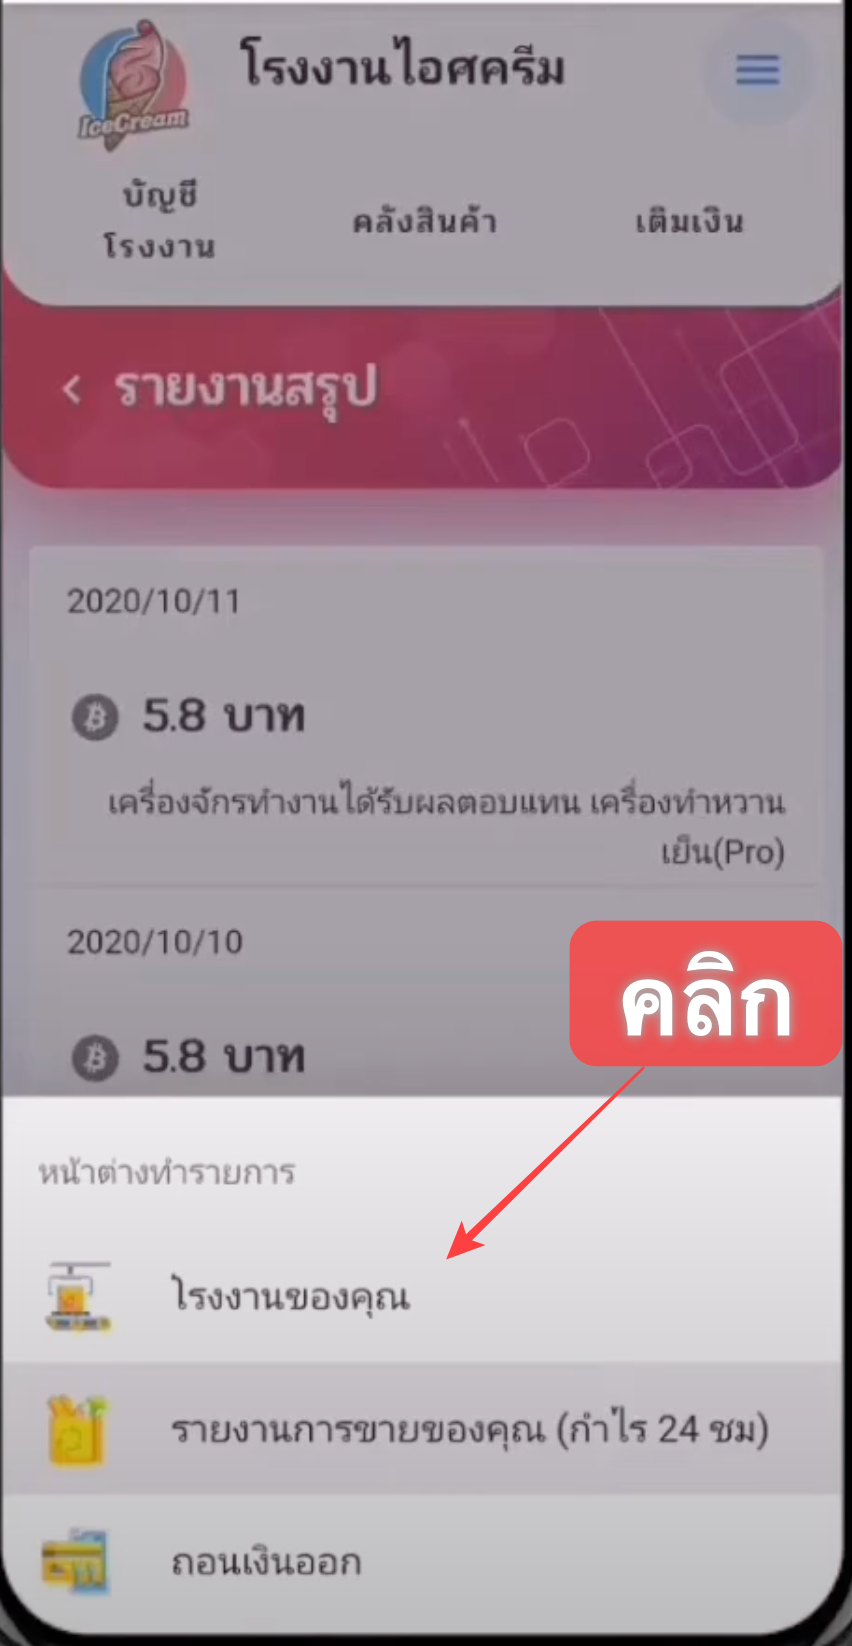 IceCream
โรงงานไอศครีม
บัญชี
โรงงาน
คลังสินค้า
เติมเงิน
< รายงานสรุป
2020/10/11
5.8 บาท
เครื่องจักรทำงานได้รับผลตอบแทน เครื่องทำหวาน
เย็น(Pro)
2020/10/10
5.8 บาท
คลิก
หน้าต่างทำรายการ
โรงงานของคุณ
รายงานการขายของคุณ (กำไร 24 ชม)
ถอนเงินออก